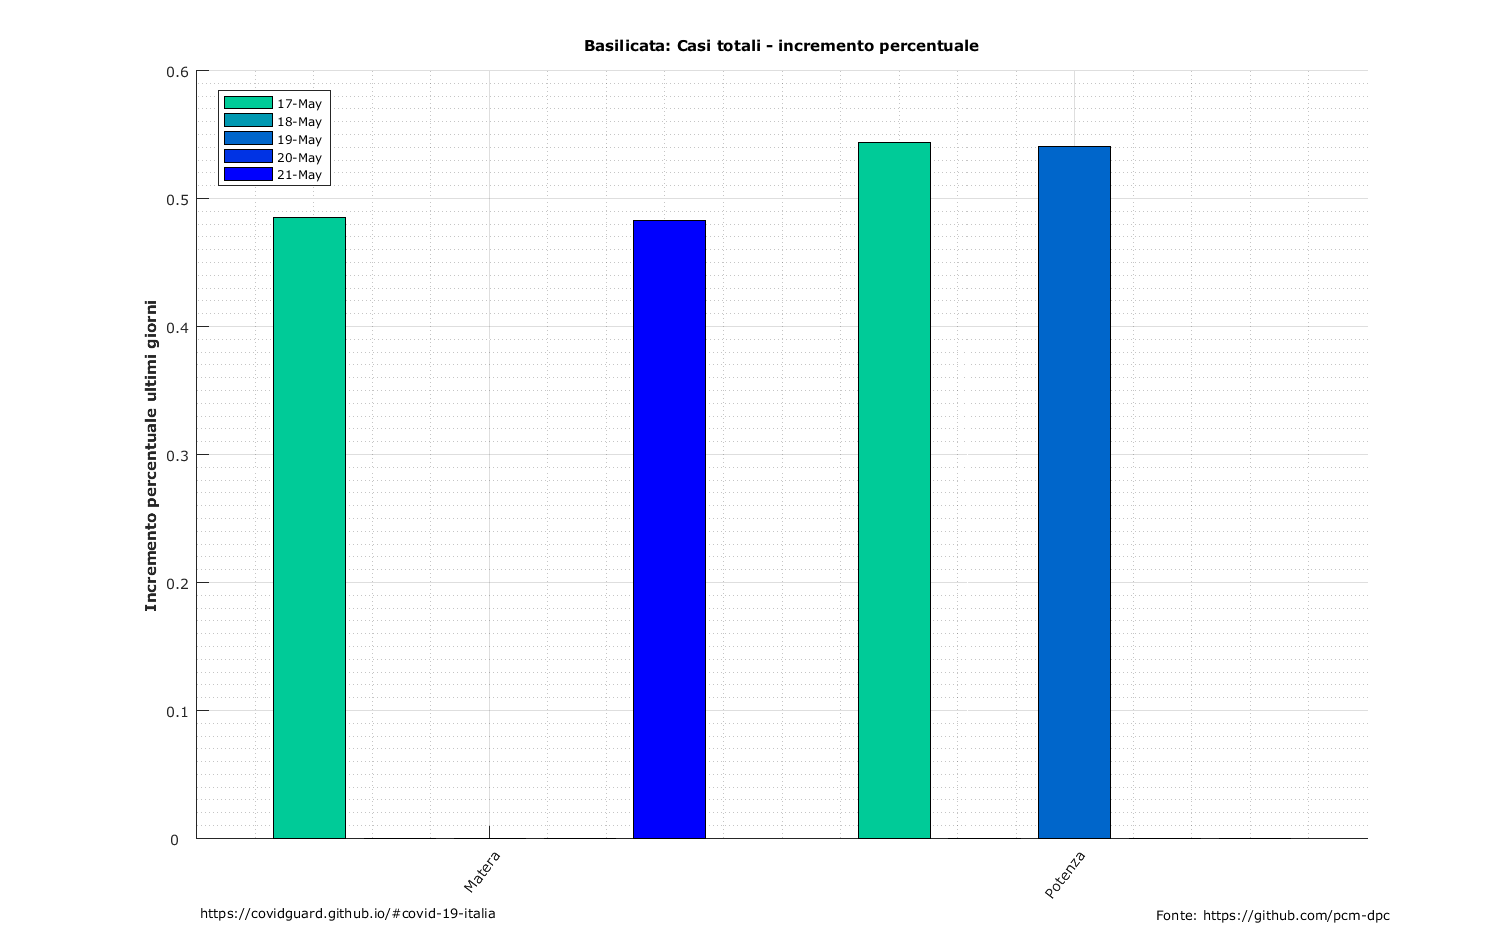 Basilicata: Casi totali - incremento percentuale
0.6
0.5
0.4
0.3
0.2
0.1
0
Incremento percentuale ultimi giorni
17-May
18-May
19-May
20-May
21-May
Matera
Potenza
https://covidguard.github.io/#covid-19-italia
Fonte: https://github.com/pcm-dpc